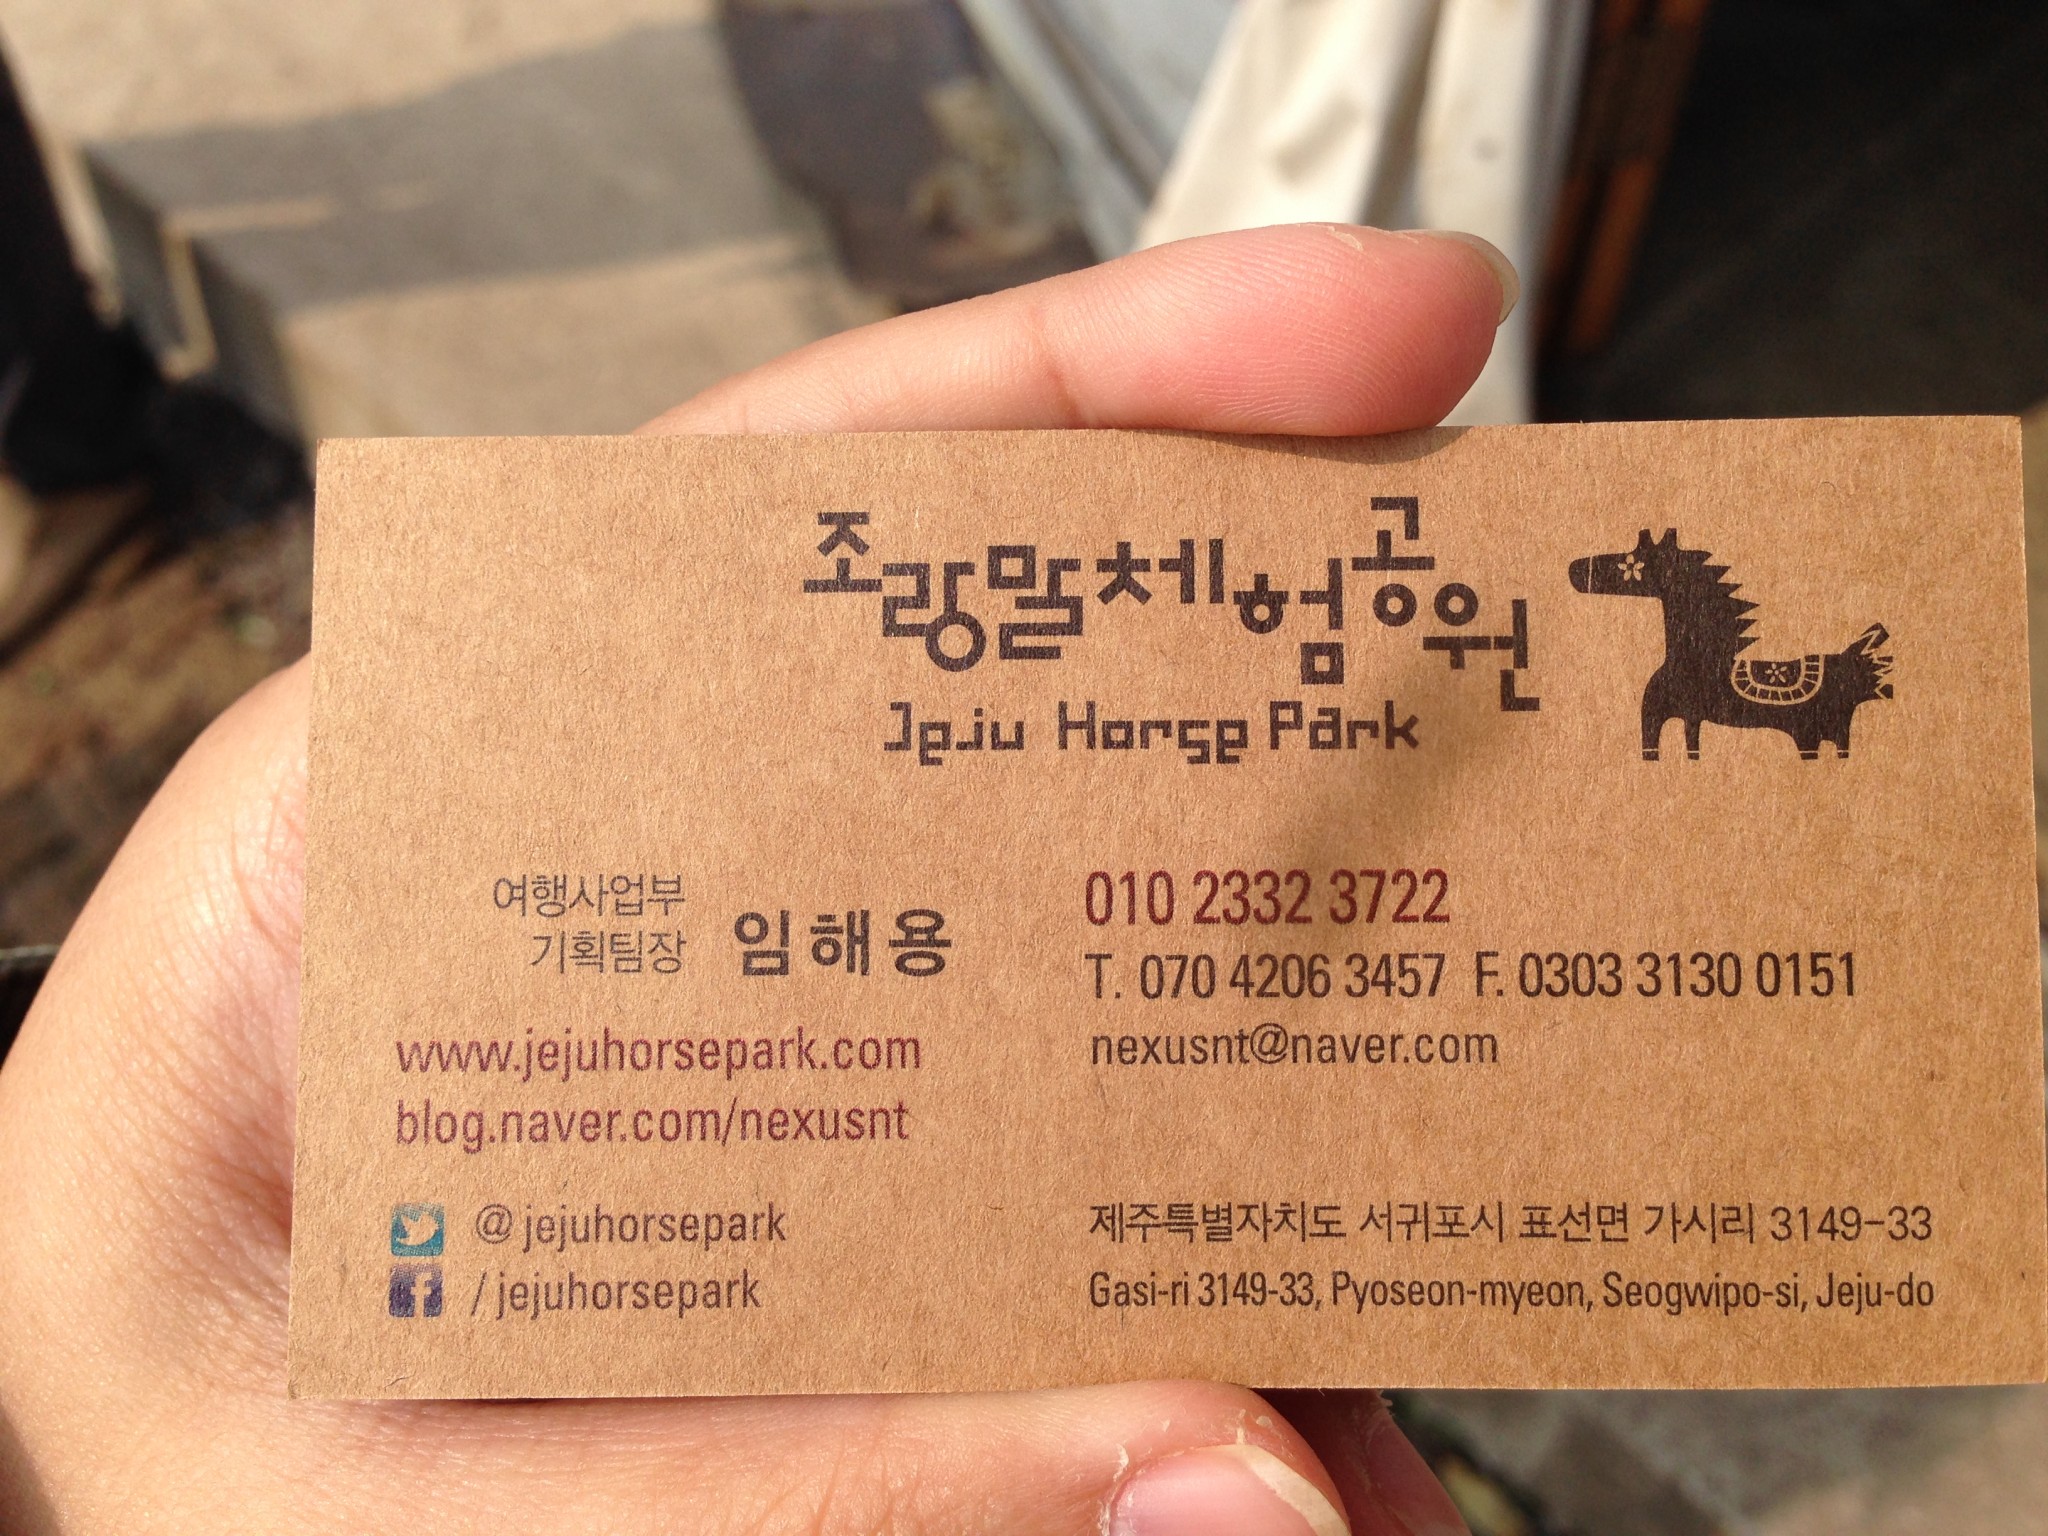 조랑말체험공원
Jeju Horse Park
여행사업부
기획팀장
임해용
www.jejuhorsepark.com
blog.naver.com/nexusnt
@jejuhorsepark
/jejuhorsepark
010 2332 3722
T. 070 4206 3457 F. 0303 3130 0151
nexusnt@naver.com
제주특별자치도 서귀포시 표선면 가시리 3149-33
Gasi-ri 3149-33, Pyoseon-myeon, Seogwipo-si, Jeju-do